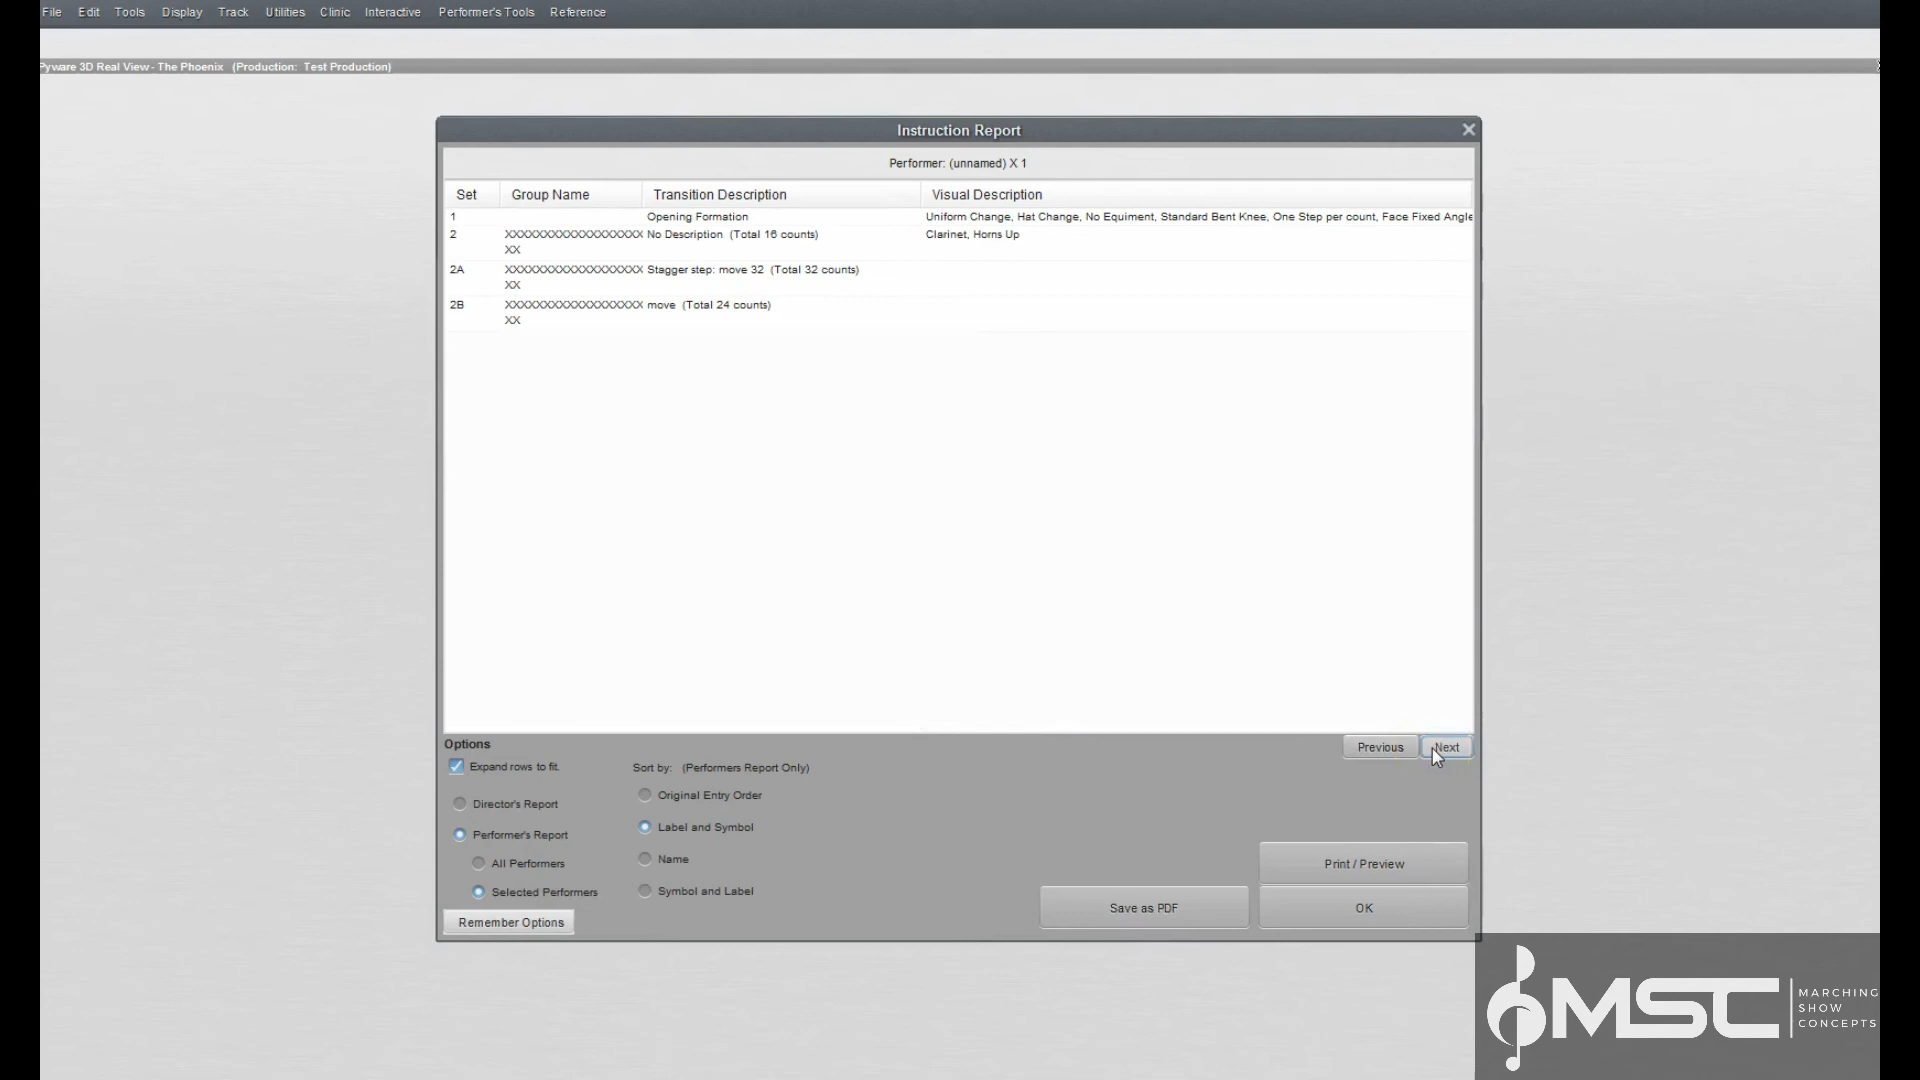 File Edit Tools Display Track Utilities Clinic Interactive Performer's Tools Reference
Pyware 3D Real View - The Phoenix (Production: Test Production)
Instruction Report
Performer: (unnamed) X 1
Set Group Name Transition Description Visual Description
1 Opening Formation Uniform Change, Hat Change, No Equiment, Standard Bent Knee, One Step per count, Face Fixed Angle
2 XXXXXXXXXXXXXXXXXX No Description (Total 16 counts) Clarinet, Horns Up
XX
2A XXXXXXXXXXXXXXXXXX Stagger step: move 32 (Total 32 counts)
XX
2B XXXXXXXXXXXXXXXXXX move (Total 24 counts)
XX
Options
Previous Next
Expand rows to fit.
Sort by: (Performers Report Only)
Original Entry Order
Director's Report
Label and Symbol
Performer's Report
Name
All Performers
Print / Preview
Symbol and Label
Selected Performers
Save as PDF OK
Remember Options
MSC
MARCHING
SHOW
CONCEPTS